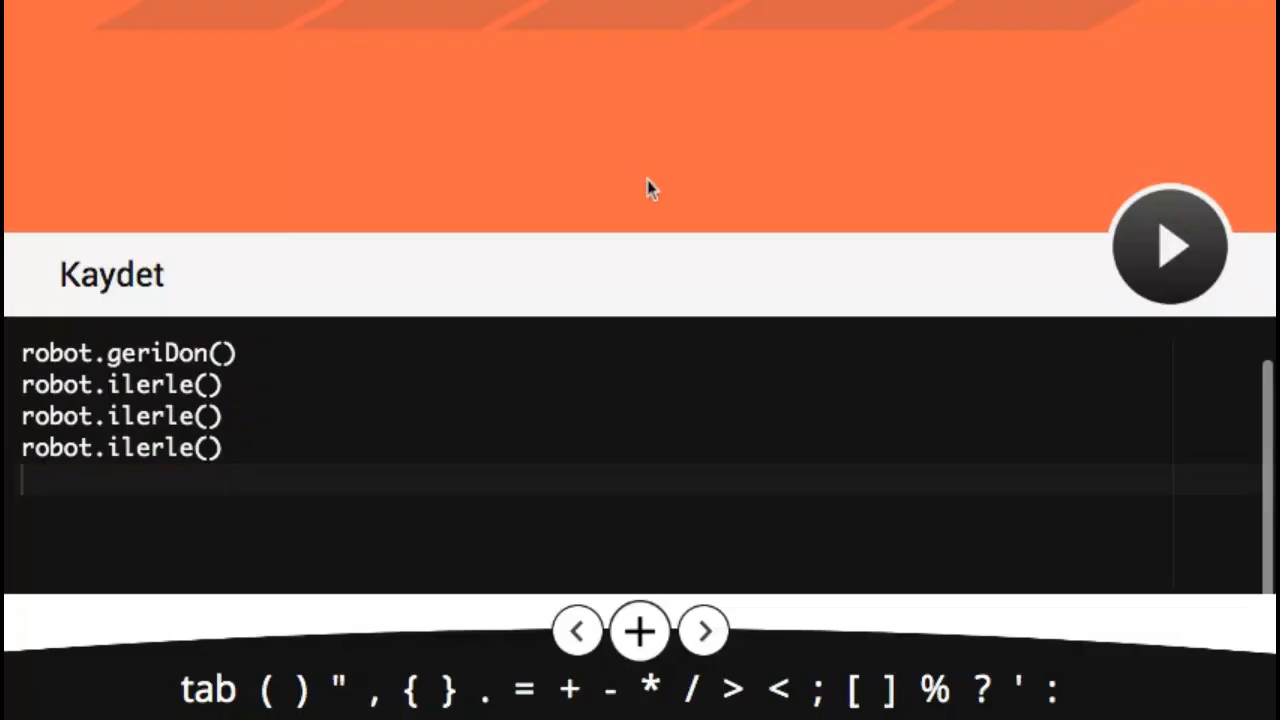 Kaydet
robot.geriDon()
robot.ilerle()
robot.ilerle()
robot.ilerle()
tab ( ) " , { } . = + - * / > < ; [ ] % ? ' :